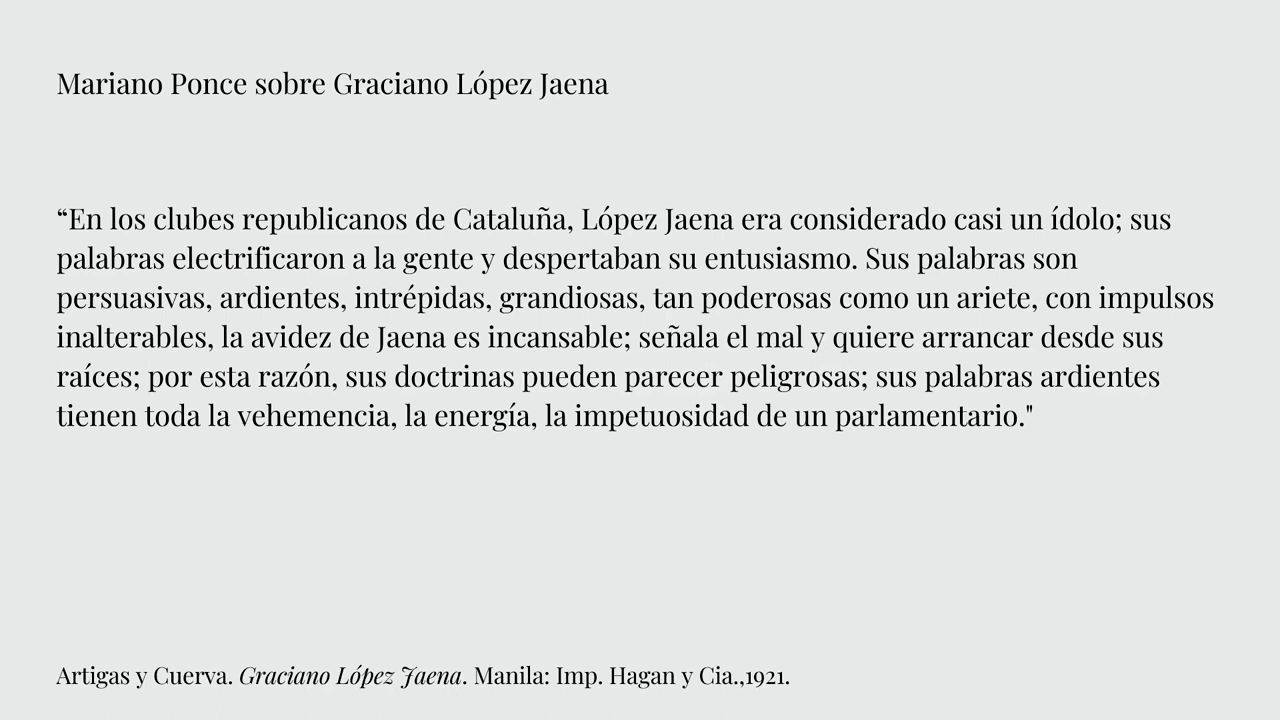 Mariano Ponce sobre Graciano López Jaena
“En los clubes republicanos de Cataluña, López Jaena era considerado casi un ídolo; sus
palabras electrificaron a la gente y despertaban su entusiasmo. Sus palabras son
persuasivas, ardientes, intrépidas, grandiosas, tan poderosas como un ariete, con impulsos
inalterables, la avidez de Jaena es incansable; señala el mal y quiere arrancar desde sus
raíces; por esta razón, sus doctrinas pueden parecer peligrosas; sus palabras ardientes
tienen toda la vehemencia, la energía, la impetuosidad de un parlamentario."
Artigas y Cuerva. Graciano López Jaena. Manila: Imp. Hagan y Cia.,1921.